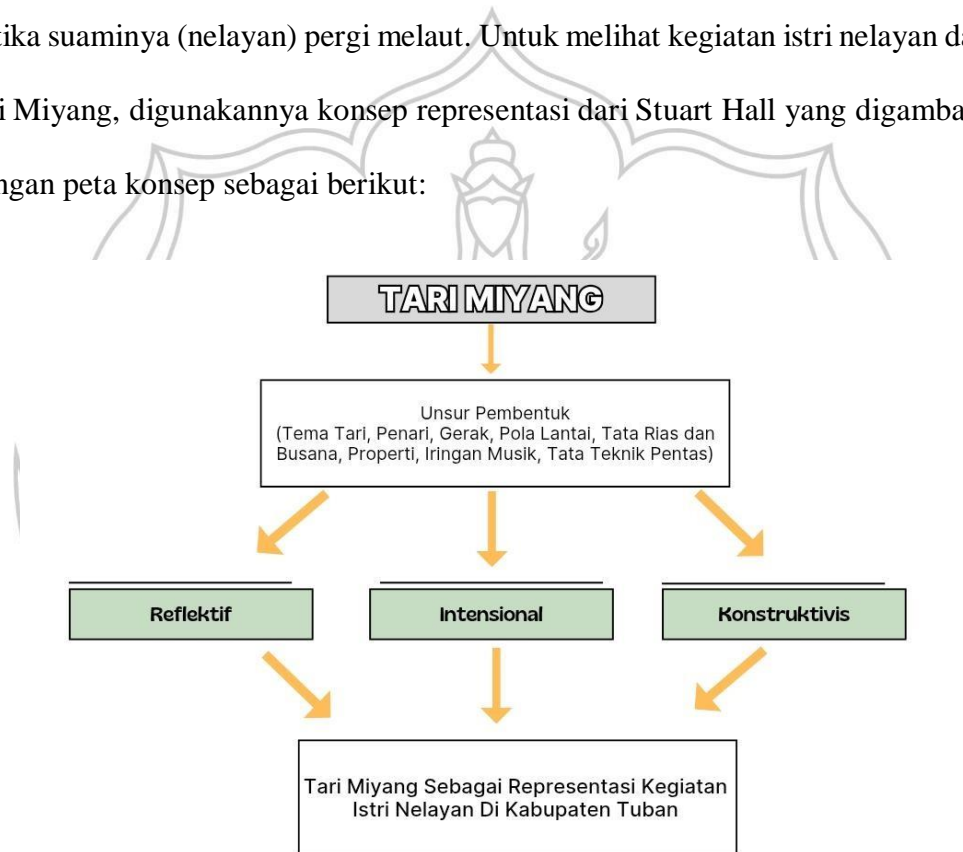 tika suaminya (nelayan) pergi melaut. Untuk melihat kegiatan istri nelayan da
i Miyang, digunakannya konsep representasi dari Stuart Hall yang digamba
ngan peta konsep sebagai berikut:
TARI MIYANG
Unsur Pembentuk
(Tema Tari, Penari, Gerak, Pola Lantai, Tata Rias dan
Busana, Properti, Iringan Musik, Tata Teknik Pentas)
Reflektif
Intensional
Konstruktivis
Tari Miyang Sebagai Representasi Kegiatan
Istri Nelayan Di Kabupaten Tuban